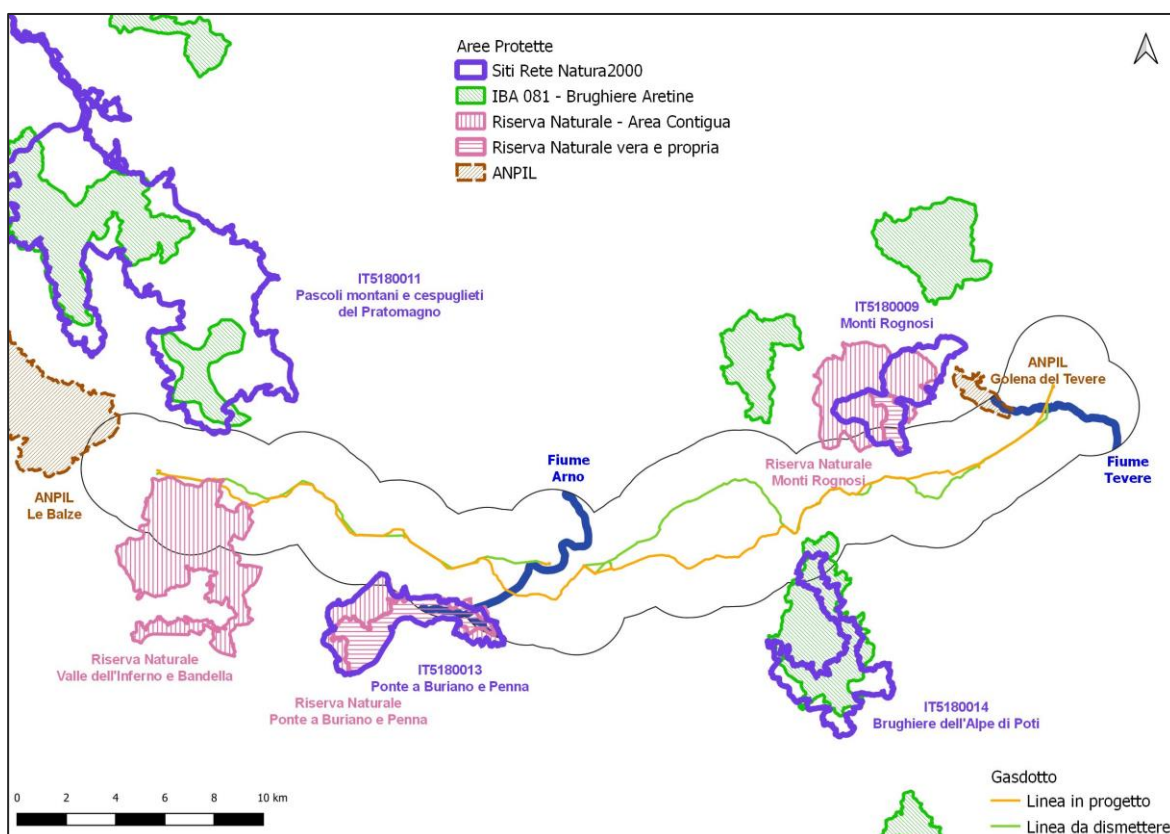 Aree Protette
Siti Rete Natura2000
IBA 081 - Brughiere Aretine
Riserva Naturale - Area Contigua
Riserva Naturale vera e propria
ANPIL
IT5180011
Pascoli montani e cespuglieti
del Pratomagno
IT5180009
Monti Rognosi
ANPIL
Golena del Tevere
Riserva Naturale
Monti Rognosi
Fiume
Tevere
Fiume
Arno
ANPIL
Le Balze
Riserva Naturale
Valle dell'Inferno e Bandella
IT5180013
Ponte a Buriano e Penna
Riserva Naturale
Ponte a Buriano e Penna
IT5180014
Brughiere dell'Alpe di Poti
0 2 4 6 8 10 km
Gasdotto
Linea in progetto
Linea da dismettere